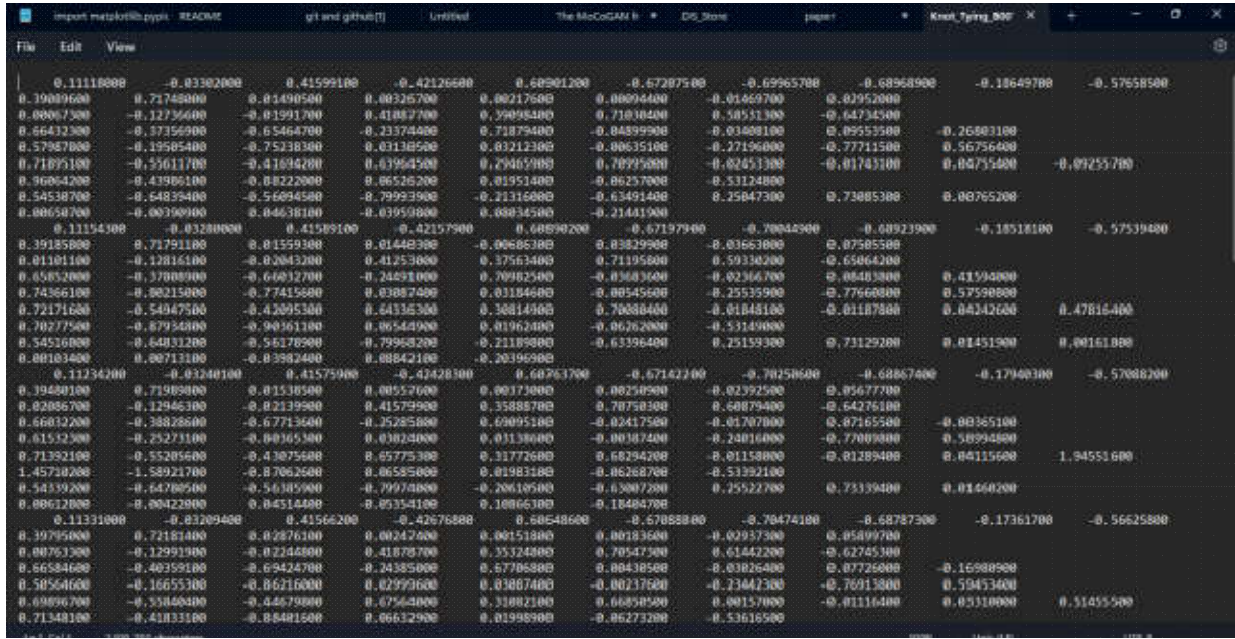 import matplotlib.pyplt README git and github[1] Untitled The MoCoGAN DS_Store paper Knot_Tying_B00
File Edit View
0.11118000 -0.03302000 0.41599100 -0.42126600 0.60901200 -0.67207500 -0.69965700 -0.68968900 -0.18649700 -0.57658500
0.39089600 0.71748000 0.01490500 0.00326700 0.00217600 0.00094400 -0.01469700 0.02952000
0.00067300 -0.12736600 -0.01991700 0.41087700 0.39098400 0.71030400 0.58531300 -0.64734500
0.66432300 -0.37356900 -0.65464700 -0.23374400 0.71879400 -0.04899900 -0.03408100 0.09553500 -0.26803100
0.57987800 -0.19505400 -0.75238300 0.03130500 0.03212300 -0.00635100 -0.27196000 -0.77711500 0.56756400
0.71895100 -0.55611700 -0.41694200 0.63964500 0.29465900 0.70995000 -0.02453300 -0.01743100 0.04755400 -0.09255700
0.96064200 -0.43986100 -0.88222000 0.06526200 0.01951400 -0.06257000 -0.53124800
0.54530700 -0.64839400 -0.56094500 -0.79993900 -0.21316000 -0.63491400 0.25047300 0.73085300 0.00765200
0.00650700 -0.00390900 0.04638100 -0.03959800 0.08034500 -0.21441900
0.11154300 -0.03280000 0.41589100 -0.42157900 0.60890200 -0.67197900 -0.70044900 -0.68923900 -0.18518100 -0.57539400
0.39185800 0.71791100 0.01559300 0.01440300 -0.00686300 0.03829900 -0.03663000 0.07505500
0.01101100 -0.12816100 -0.02043200 0.41253000 0.37563400 0.71195800 0.59330200 -0.65064200
0.65852000 -0.37808900 -0.66032700 -0.24491000 0.70982500 -0.03683600 -0.02366700 0.08483800 0.41594000
0.74366100 -0.80215000 -0.77415600 0.03087400 0.03184600 -0.00545600 -0.25535900 -0.77660800 0.57590800
0.72171600 -0.54947500 -0.42095300 0.64336300 0.30814900 0.70080400 -0.01848100 -0.01187800 0.04242600 0.47816400
0.70277500 -0.87934800 -0.90361100 0.06544900 0.01962400 -0.06262000 -0.53149000
0.54516000 -0.64831200 -0.56178900 -0.79968200 -0.21189800 -0.63396400 0.25159300 0.73129200 0.01451900 0.00161800
0.00103400 0.00713100 -0.03982400 0.08842100 -0.20396900
0.11234200 -0.03240100 0.41575900 -0.42428300 0.60763700 -0.67142200 -0.70250600 -0.68867400 -0.17940300 -0.57088200
0.39480100 0.71989800 0.01538500 0.00557600 0.00373000 0.00250900 -0.02392500 0.05677700
0.02086700 -0.12946300 -0.02139900 0.41579900 0.35888700 0.70750300 0.60879400 -0.64276100
0.66032200 -0.38828600 -0.67713600 -0.25285800 0.69095100 -0.02417500 -0.01707800 0.07165500 -0.00365100
0.61532300 -0.25273100 -0.80365300 0.03024000 0.03138600 -0.00387400 -0.24016000 -0.77089800 0.58994800
0.71392100 -0.55205600 -0.43075600 0.65775300 0.31772600 0.68294200 -0.01158000 -0.01289400 0.04115600 1.94551600
1.45710200 -1.58921700 -0.87062600 0.06585000 0.01983100 -0.06268700 -0.53392100
0.54339200 -0.64780500 -0.56385900 -0.79974000 -0.20610500 -0.63007200 0.25522700 0.73339400 0.01460200
0.00612800 -0.00422900 0.04514400 -0.05354100 0.10866300 -0.18404700
0.11331000 -0.03209400 0.41566200 -0.42676800 0.60648600 -0.67088800 -0.70474100 -0.68787300 -0.17361700 -0.56625800
0.39795000 0.72181400 0.02876100 0.00247400 0.00151800 0.00183600 -0.02937300 0.05899700
0.00763300 -0.12991900 -0.02244800 0.41878700 0.35324800 0.70547300 0.61442200 -0.62745300
0.66584600 -0.40359100 -0.69424700 -0.24385000 0.67706800 0.00430500 -0.03026400 0.07726000 -0.16980900
0.50564600 -0.16655300 -0.86216000 0.02999600 0.03087400 -0.00237600 -0.23442300 -0.76913800 0.59453400
0.69896700 -0.55840400 -0.44679800 0.67564000 0.31082100 0.66850500 0.00157000 -0.01116400 0.05310000 0.51455500
0.71348100 -0.41833100 -0.88401600 0.06632900 0.01998900 -0.06273200 -0.53616500